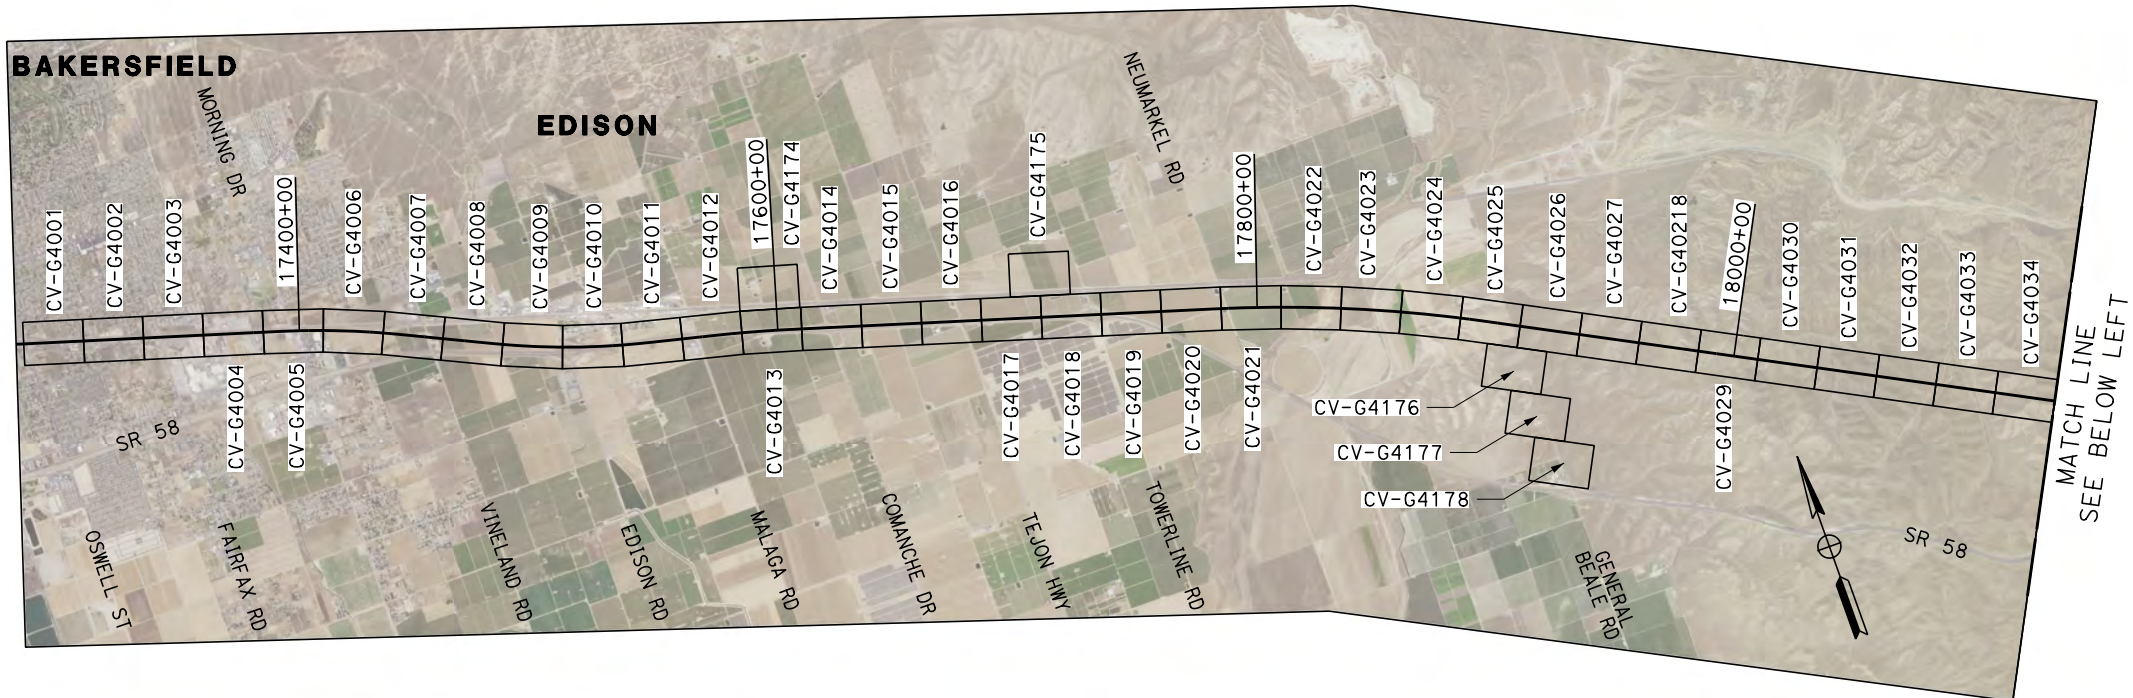 BAKERSFIELD
EDISON
MORNING DR
NEUMARKEL RD
CV-G4001
CV-G4002
CV-G4003
17400+00
CV-G4006
CV-G4007
CV-G4008
CV-G4009
CV-G4010
CV-G4011
CV-G4012
17600+00
CV-G4174
CV-G4014
CV-G4015
CV-G4016
CV-G4175
17800+00
CV-G4022
CV-G4023
CV-G4024
CV-G4025
CV-G4026
CV-G4027
CV-G40218
18000+00
CV-G4030
CV-G4031
CV-G4032
CV-G4033
CV-G4034
CV-G4004
CV-G4005
CV-G4013
CV-G4017
CV-G4018
CV-G4019
CV-G4020
CV-G4021
CV-G4176
CV-G4177
CV-G4178
CV-G4029
MATCH LINE
SEE BELOW LEFT
SR 58
OSWELL ST
FAIRFAX RD
VINELAND RD
EDISON RD
MALAGA RD
COMANCHE DR
TEJON HWY
TOWERLINE RD
GENERAL
BEALE RD
SR 58